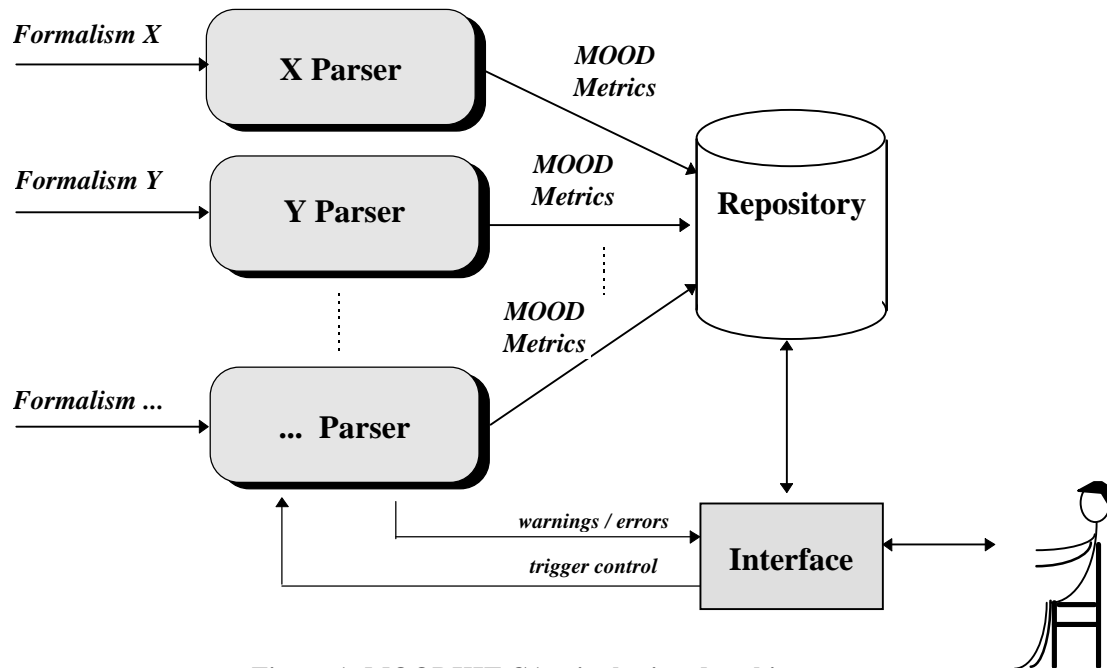 Formalism X
X Parser
MOOD
Metrics
Formalism Y
Y Parser
MOOD
Metrics
Repository
MOOD
Metrics
Formalism ...
... Parser
warnings / errors
trigger control
Interface